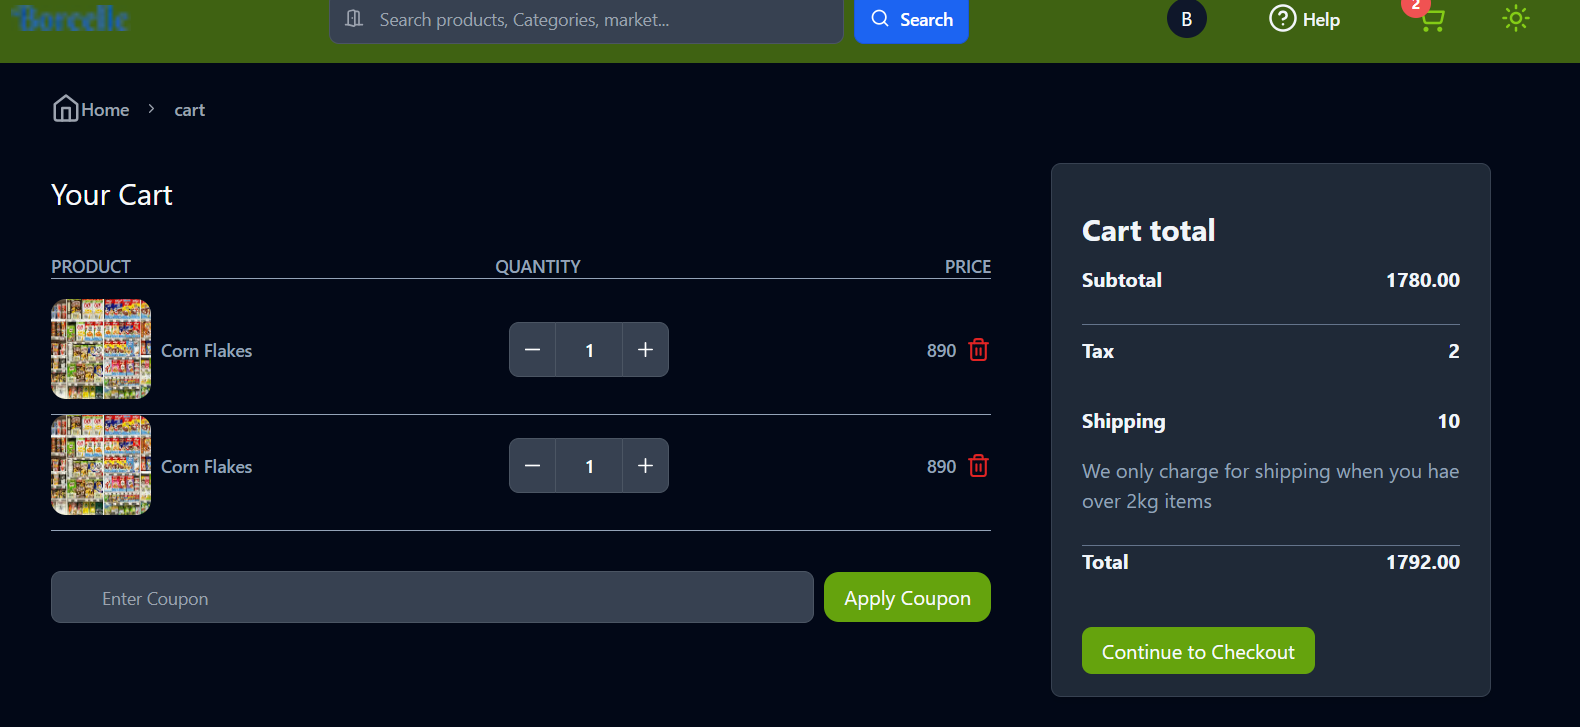 Borcelle
Search products, Categories, market...
Search
B
Help
2
Home > cart
Your Cart
PRODUCT QUANTITY PRICE
Corn Flakes − 1 + 890
Corn Flakes − 1 + 890
Enter Coupon
Apply Coupon
Cart total
Subtotal 1780.00
Tax 2
Shipping 10
We only charge for shipping when you hae
over 2kg items
Total 1792.00
Continue to Checkout